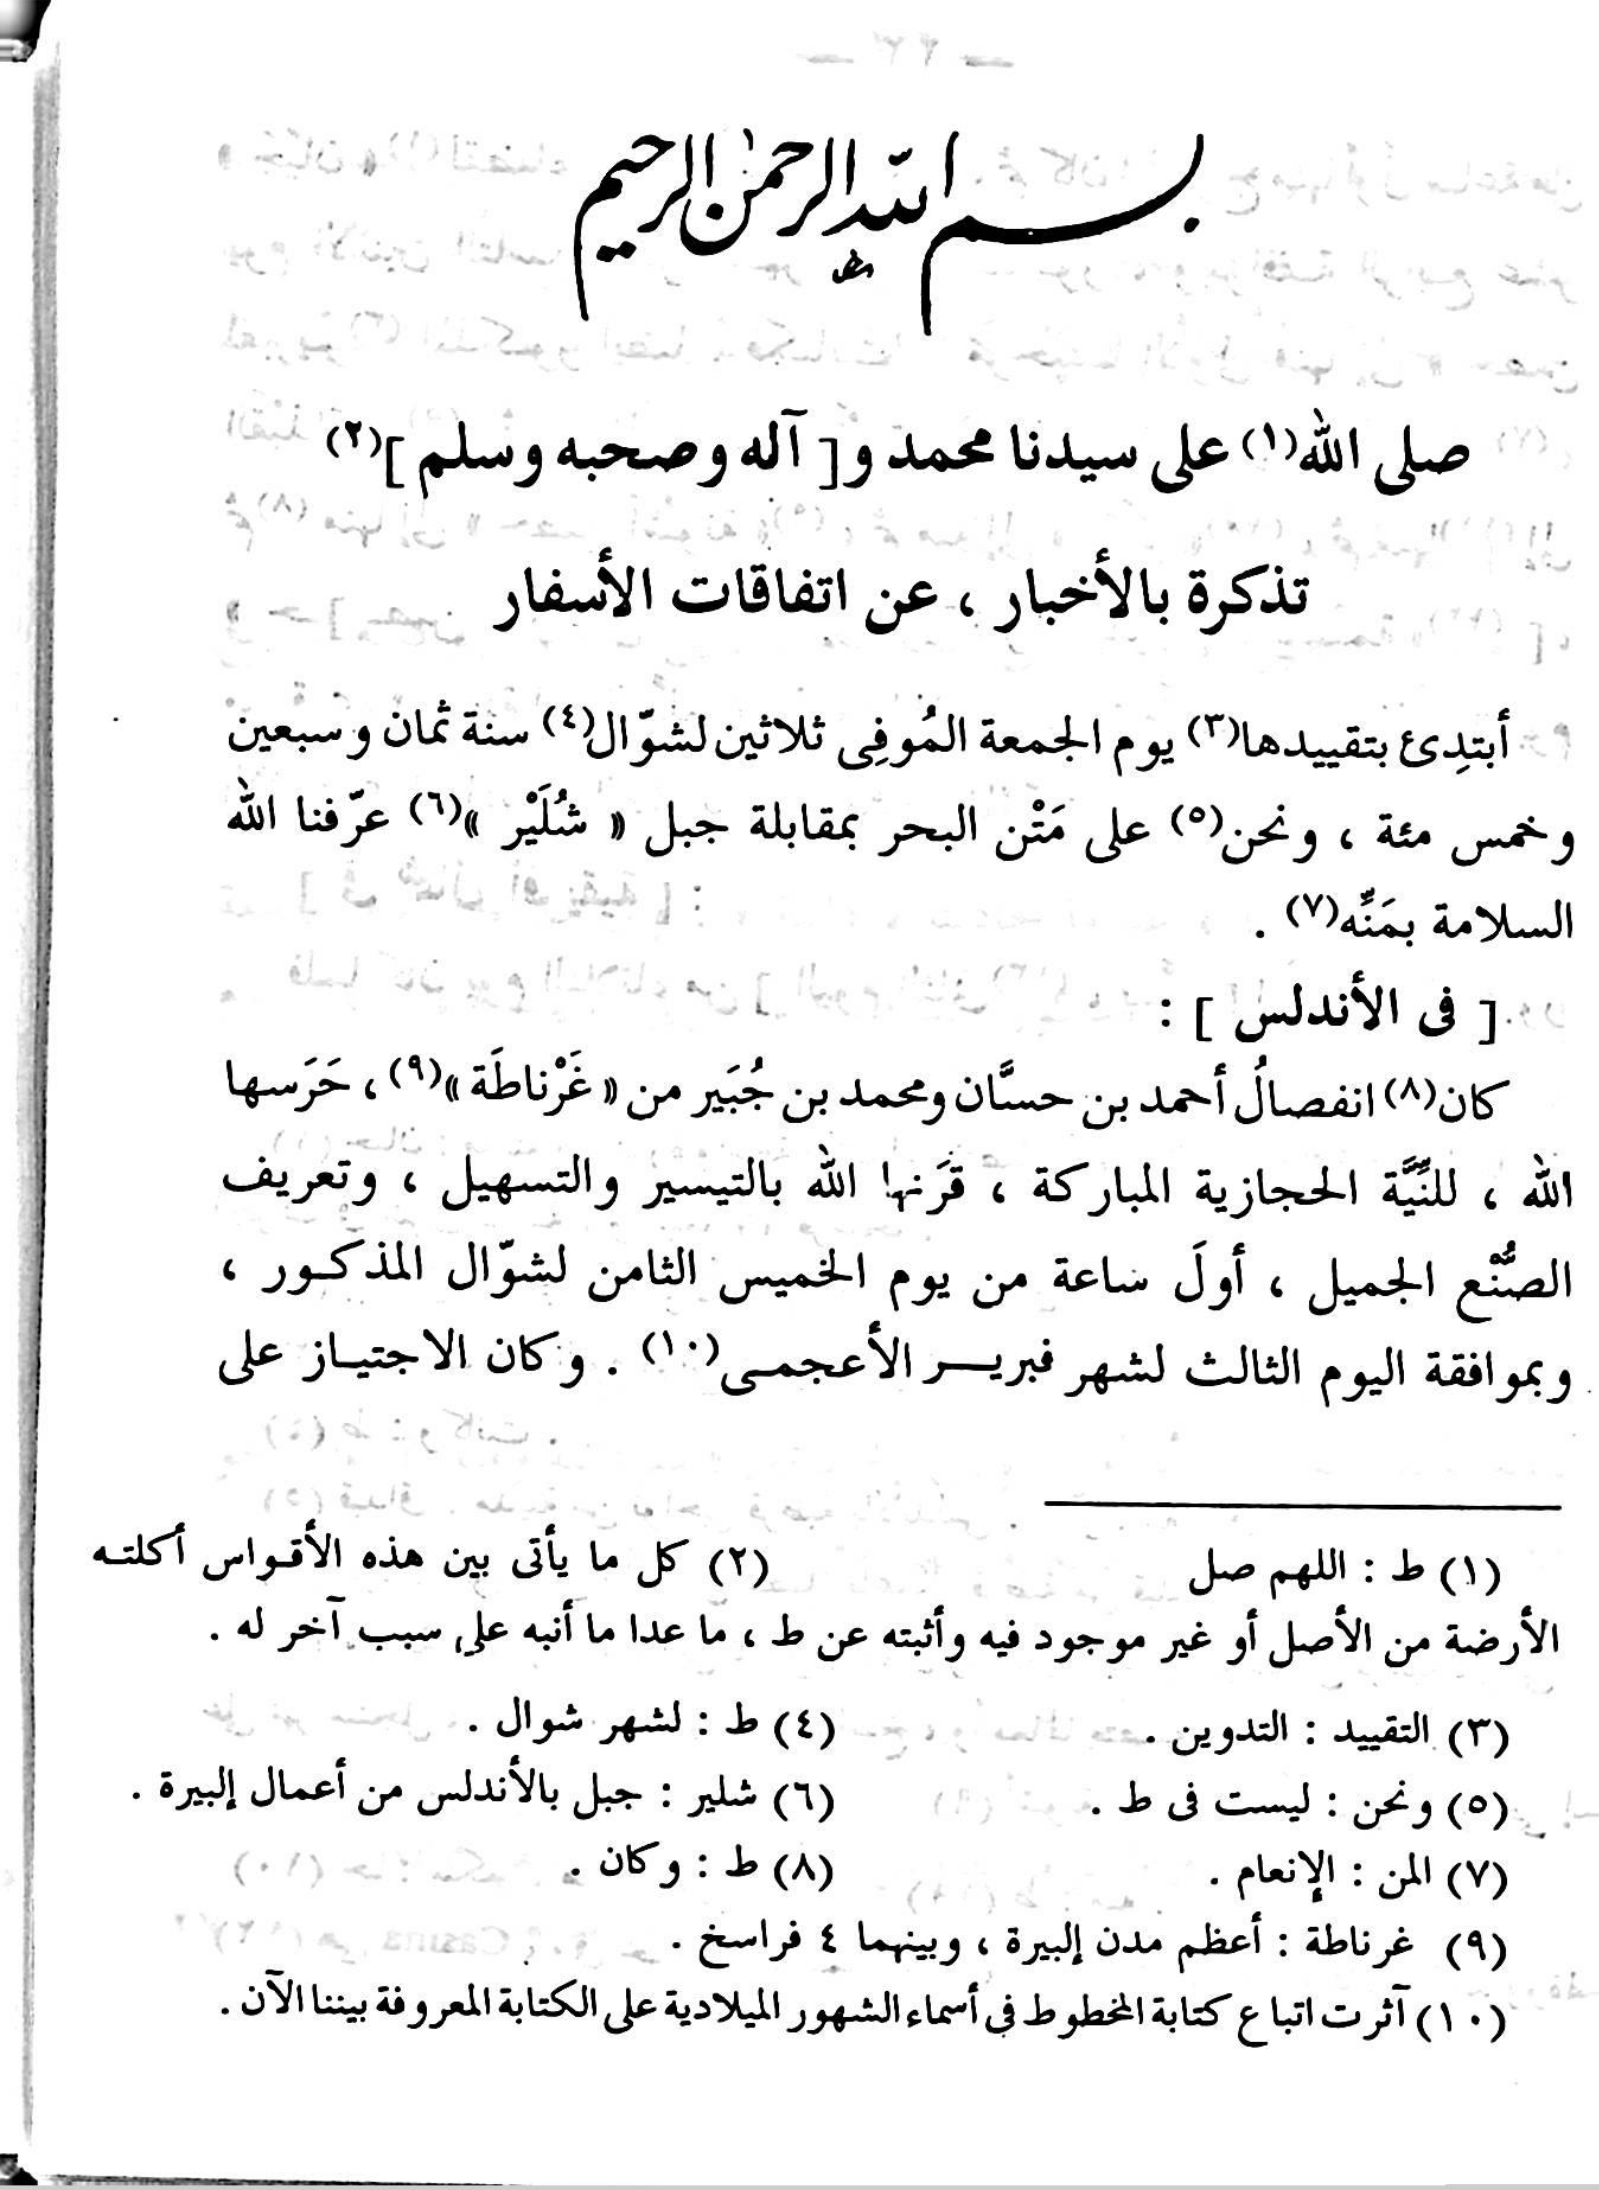 بسم الله الرحمن الرحيم
صلى الله(١) على سيدنا محمد و[ آله وصحبه وسلم ](٢)
تذكرة بالأخبار ، عن اتفاقات الأسفار
أبتدِئ بتقييدها(٣) يوم الجمعة المُوفِى ثلاثين لشوّال(٤) سنة ثمان وسبعين
وخمس مئة ، ونحن(٥) على مَتْن البحر بمقابلة جبل « شُلَيْر »(٦) عرّفنا الله
السلامة بمَنِّه(٧) .
[ فى الأندلس ] :
كان(٨) انفصالُ أحمد بن حسَّان ومحمد بن جُبَير من « غَرْناطَة »(٩) ، حَرَسها
الله ، للنِّيَّة الحجازية المباركة ، قرَنها الله بالتيسير والتسهيل ، وتعريف
الصُّنْع الجميل ، أولَ ساعة من يوم الخميس الثامن لشوّال المذكور ،
وبموافقة اليوم الثالث لشهر فبرير الأعجمى(١٠) . وكان الاجتياز على
(١) ط : اللهم صل (٢) كل ما يأتى بين هذه الأقواس أكلته
الأرضة من الأصل أو غير موجود فيه وأثبته عن ط ، ما عدا ما أنبه على سبب آخر له .
(٣) التقييد : التدوين . (٤) ط : لشهر شوال .
(٥) ونحن : ليست فى ط . (٦) شلير : جبل بالأندلس من أعمال إلبيرة .
(٧) المن : الإنعام . (٨) ط : وكان .
(٩) غرناطة : أعظم مدن إلبيرة ، وبينهما ٤ فراسخ .
(١٠) آثرت اتباع كتابة المخطوط فى أسماء الشهور الميلادية على الكتابة المعروفة بيننا الآن .